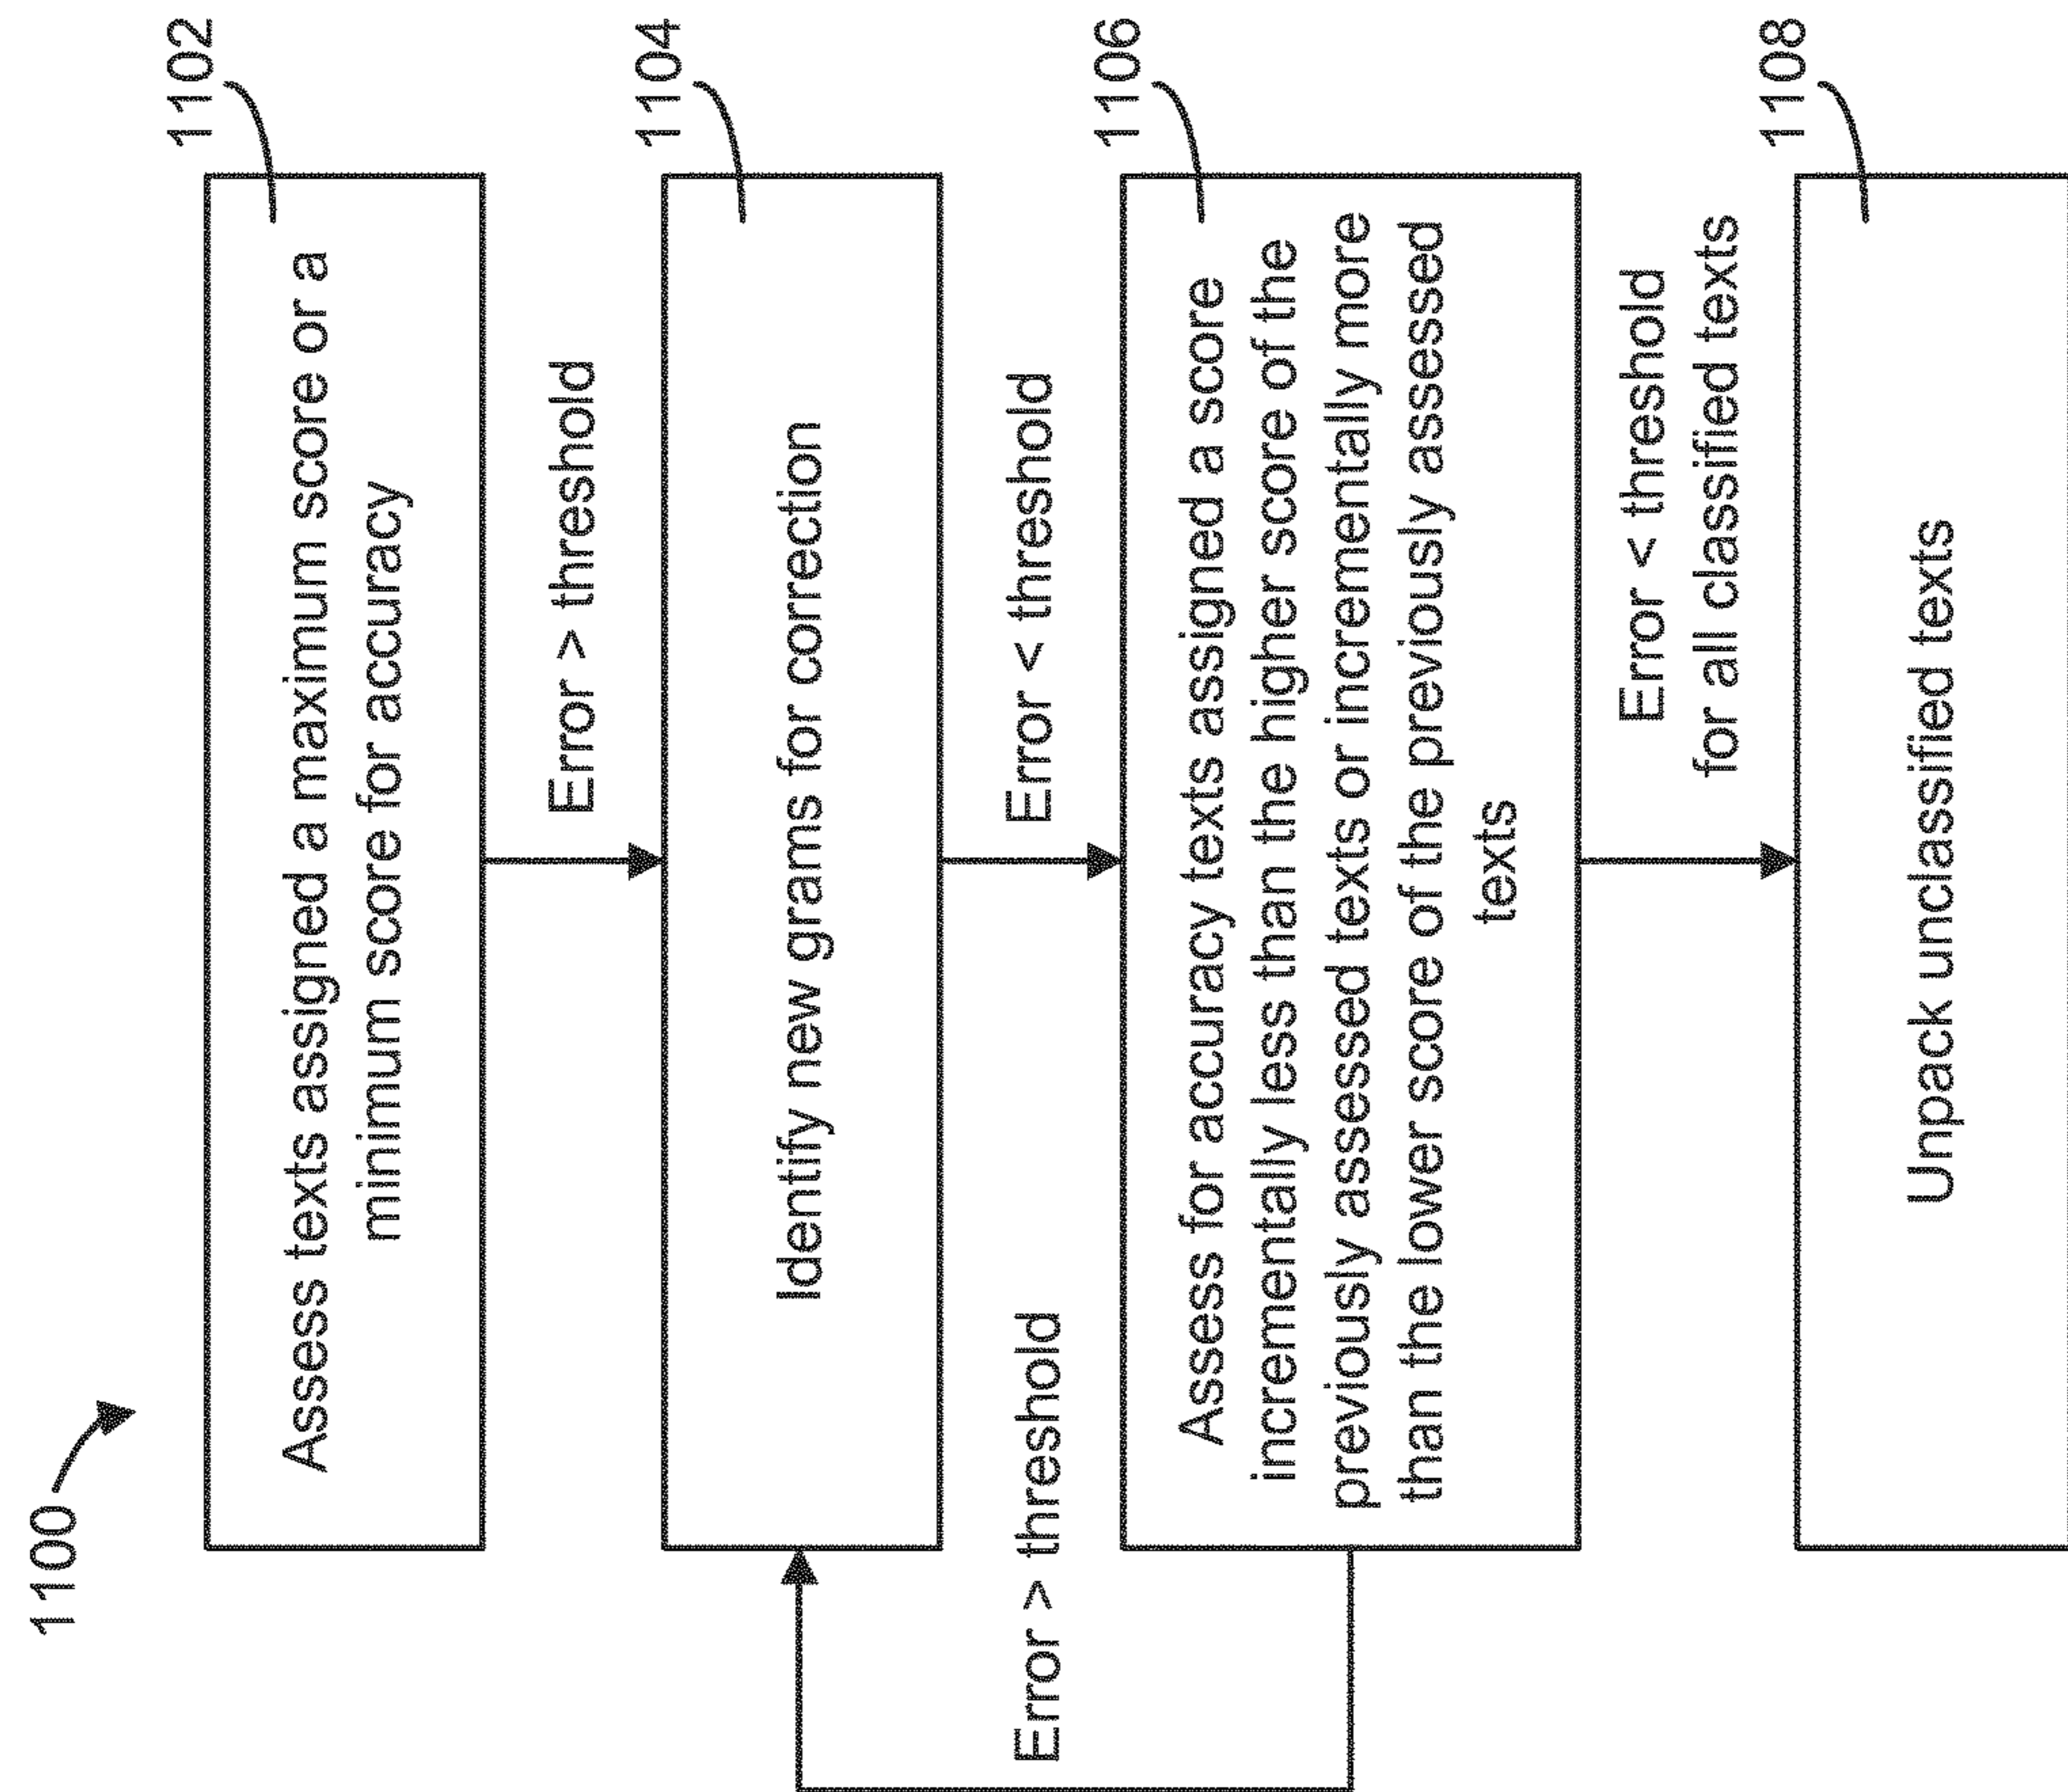 1100
1102
Assess texts assigned a maximum score or a
minimum score for accuracy
Error > threshold
1104
Identify new grams for correction
Error > threshold
Error < threshold
1106
Assess for accuracy texts assigned a score
incrementally less than the higher score of the
previously assessed texts or incrementally more
than the lower score of the previously assessed
texts
Error < threshold
for all classified texts
1108
Unpack unclassified texts